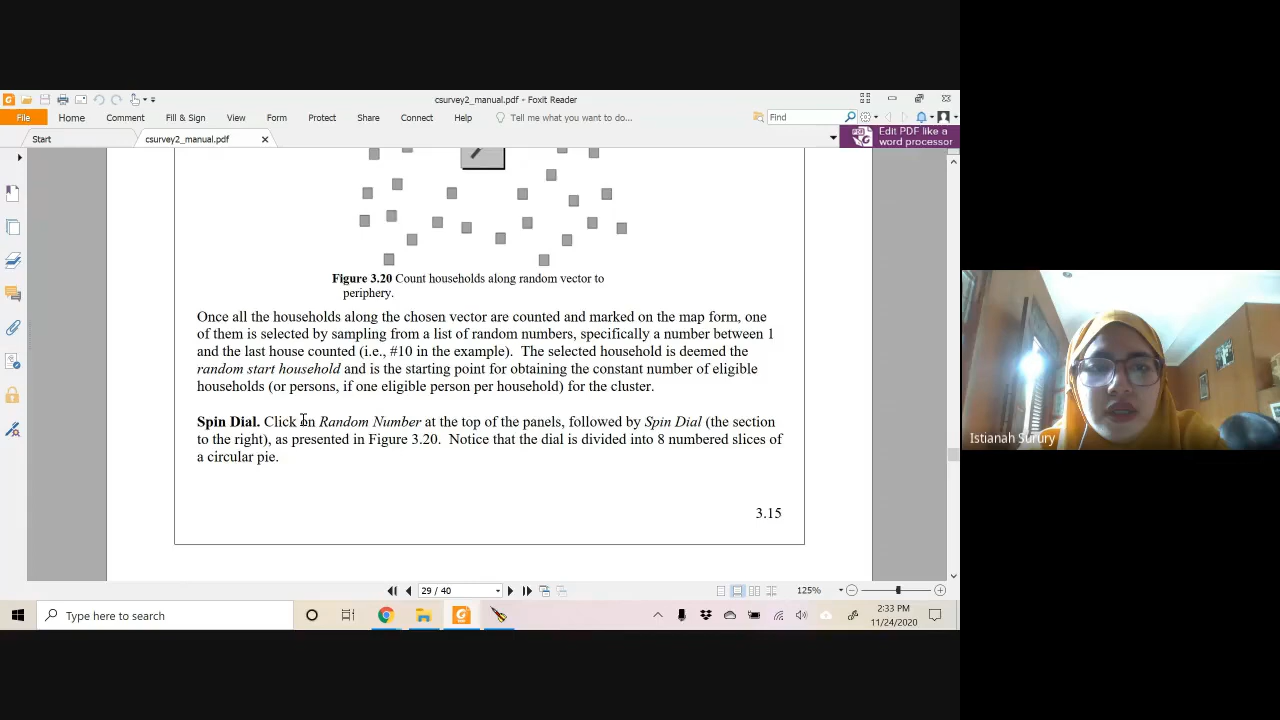 csurvey2_manual.pdf - Foxit Reader
File Home Comment Fill & Sign View Form Protect Share Connect Help Tell me what you want to do... Find
Edit PDF like a
word processor
Start csurvey2_manual.pdf
Figure 3.20 Count households along random vector to
periphery.
Once all the households along the chosen vector are counted and marked on the map form, one
of them is selected by sampling from a list of random numbers, specifically a number between 1
and the last house counted (i.e., #10 in the example). The selected household is deemed the
random start household and is the starting point for obtaining the constant number of eligible
households (or persons, if one eligible person per household) for the cluster.
Spin Dial. Click on Random Number at the top of the panels, followed by Spin Dial (the section
to the right), as presented in Figure 3.20. Notice that the dial is divided into 8 numbered slices of
a circular pie.
3.15
29 / 40
125%
Type here to search
2:33 PM
11/24/2020
Istianah Surury